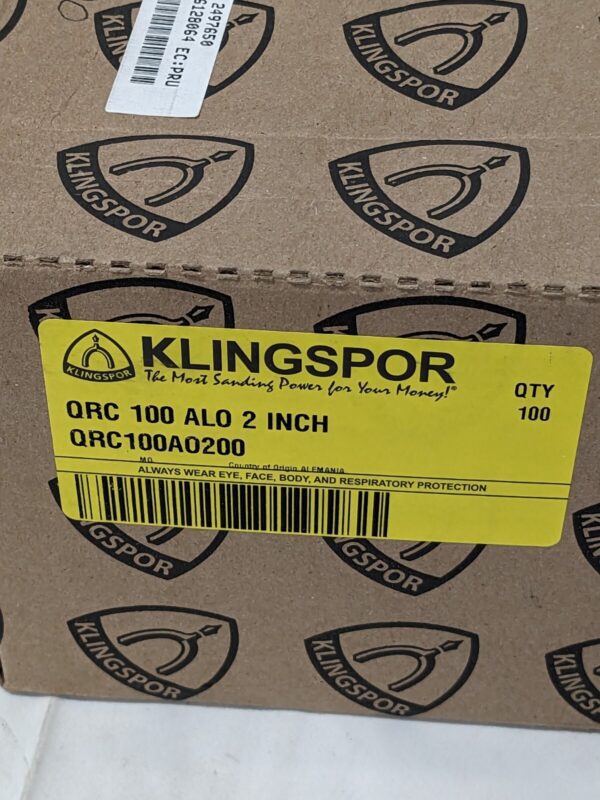 2497650
6128064 EC:PRU
KLINGSPOR
KLINGSPOR
KLINGSPOR
KLINGSPOR
KLINGSPOR
KLINGSPOR
The Most Sanding Power for Your Money!®
QTY
100
QRC 100 ALO 2 INCH
QRC100AO200
MO
Country of Origin ALEMANIA
ALWAYS WEAR EYE, FACE, BODY, AND RESPIRATORY PROTECTION
KLINGSPOR
KLINGSPOR
KLINGSPOR
KLINGSPOR